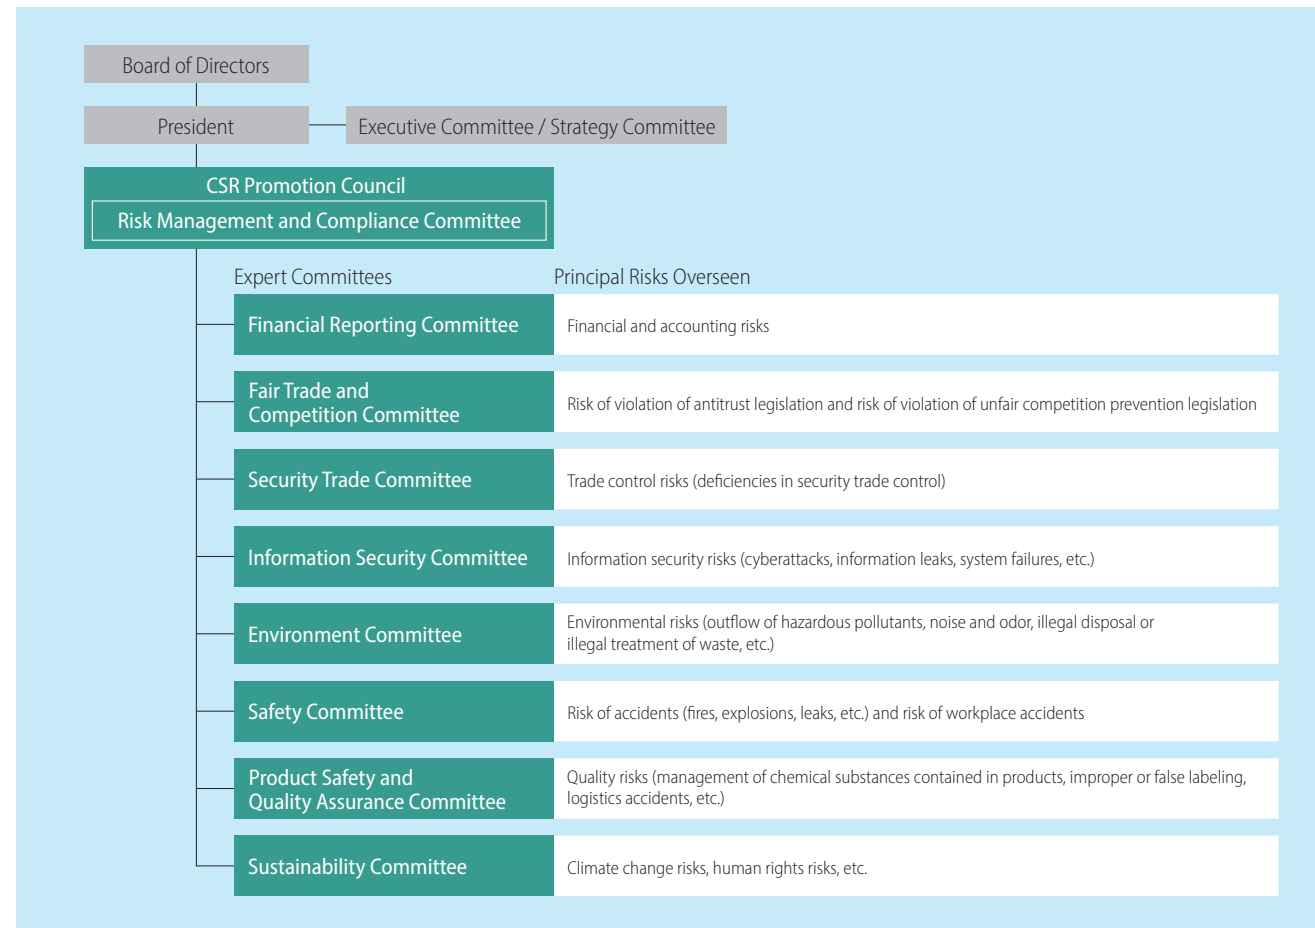 Board of Directors
President
Executive Committee / Strategy Committee
CSR Promotion Council
Risk Management and Compliance Committee
Expert Committees
Principal Risks Overseen
Financial Reporting Committee
Financial and accounting risks
Fair Trade and
Competition Committee
Risk of violation of antitrust legislation and risk of violation of unfair competition prevention legislation
Security Trade Committee
Trade control risks (deficiencies in security trade control)
Information Security Committee
Information security risks (cyberattacks, information leaks, system failures, etc.)
Environment Committee
Environmental risks (outflow of hazardous pollutants, noise and odor, illegal disposal or
illegal treatment of waste, etc.)
Safety Committee
Risk of accidents (fires, explosions, leaks, etc.) and risk of workplace accidents
Product Safety and
Quality Assurance Committee
Quality risks (management of chemical substances contained in products, improper or false labeling,
logistics accidents, etc.)
Sustainability Committee
Climate change risks, human rights risks, etc.